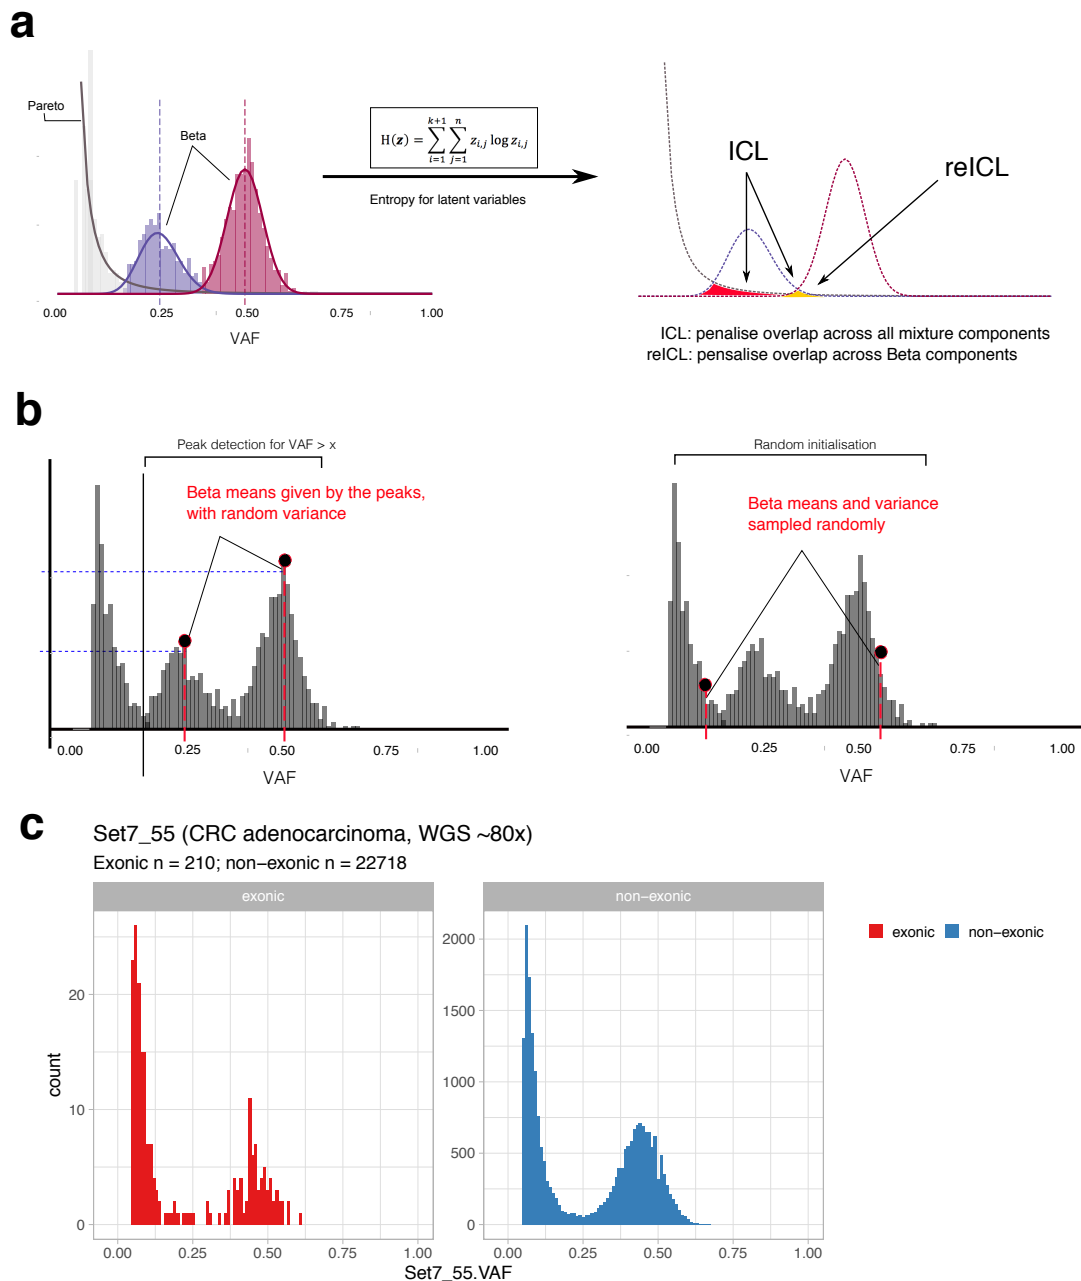 a
Pareto
Beta
0.00
0.25
0.50
0.75
1.00
VAF
H(z) = ∑_{i=1}^{k+1} ∑_{j=1}^{n} z_{i,j} log z_{i,j}
Entropy for latent variables
ICL
reICL
ICL: penalise overlap across all mixture components
reICL: pensalise overlap across Beta components
b
Peak detection for VAF > x
Beta means given by the peaks,
with random variance
0.00
0.25
0.50
0.75
1.00
VAF
Random initialisation
Beta means and variance
sampled randomly
0.00
0.25
0.50
0.75
1.00
VAF
c
Set7_55 (CRC adenocarcinoma, WGS ~80x)
Exonic n = 210; non−exonic n = 22718
exonic
non−exonic
count
20
10
0
2000
1500
1000
500
0
0.00
0.25
0.50
0.75
1.00
0.00
0.25
0.50
0.75
1.00
Set7_55.VAF
exonic
non−exonic